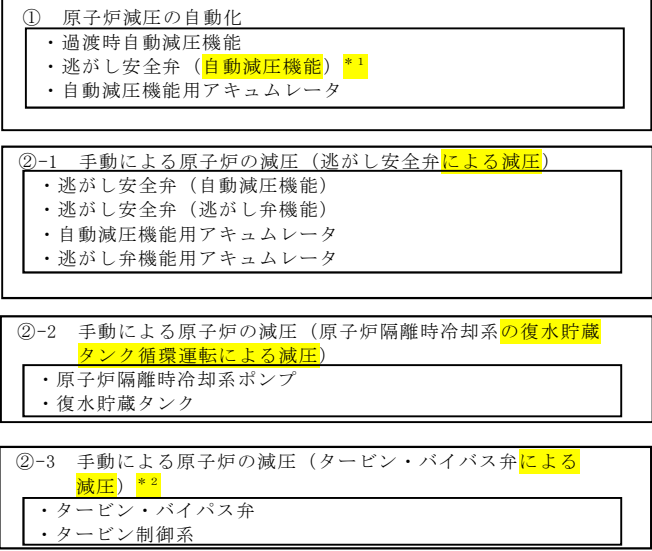 ① 原子炉減圧の自動化
・過渡時自動減圧機能
・逃がし安全弁（自動減圧機能）＊１
・自動減圧機能用アキュムレータ
②-1 手動による原子炉の減圧（逃がし安全弁による減圧）
・逃がし安全弁（自動減圧機能）
・逃がし安全弁（逃がし弁機能）
・自動減圧機能用アキュムレータ
・逃がし弁機能用アキュムレータ
②-2 手動による原子炉の減圧（原子炉隔離時冷却系の復水貯蔵
タンク循環運転による減圧）
・原子炉隔離時冷却系ポンプ
・復水貯蔵タンク
②-3 手動による原子炉の減圧（タービン・バイバス弁による
減圧）＊２
・タービン・バイパス弁
・タービン制御系